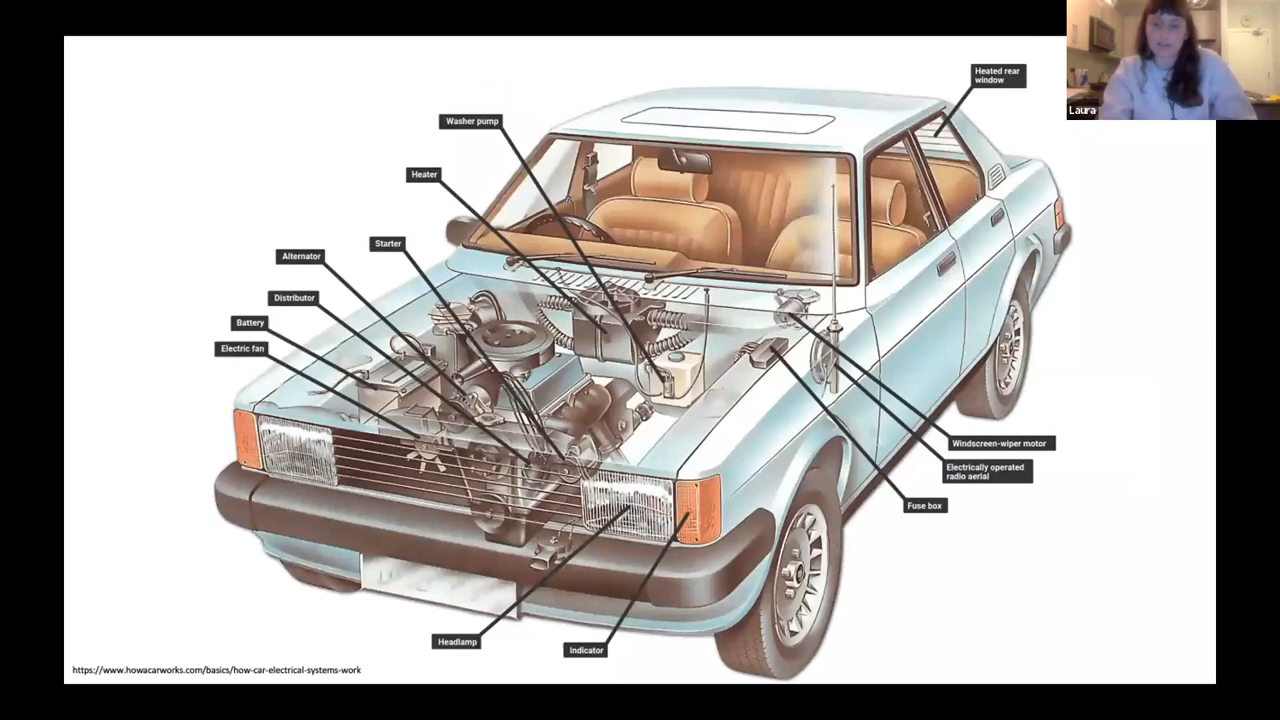 Laura
Heated rear
window
Washer pump
Heater
Starter
Alternator
Distributor
Battery
Electric fan
Windscreen-wiper motor
Electrically operated
radio aerial
Fuse box
Headlamp
Indicator
https://www.howacarworks.com/basics/how-car-electrical-systems-work